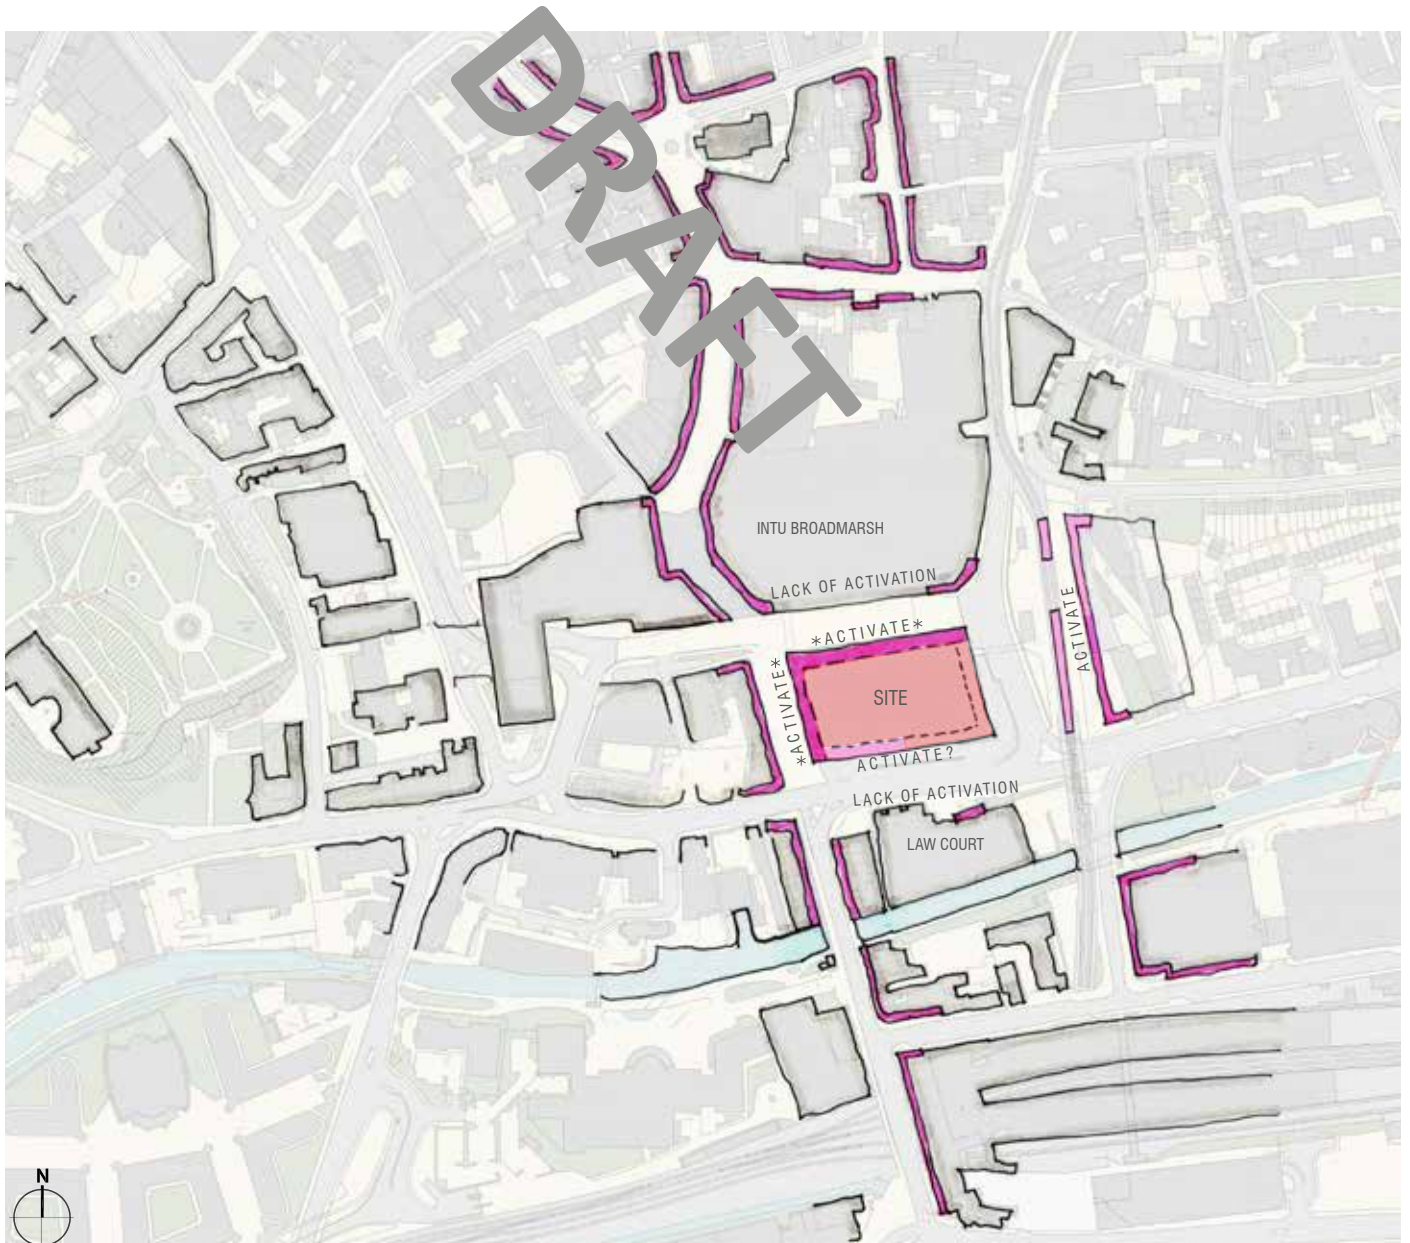 DRAFT
INTU BROADMARSH
LACK OF ACTIVATION
*ACTIVATE*
ACTIVATE
*ACTIVATE*
SITE
ACTIVATE?
LACK OF ACTIVATION
LAW COURT
N